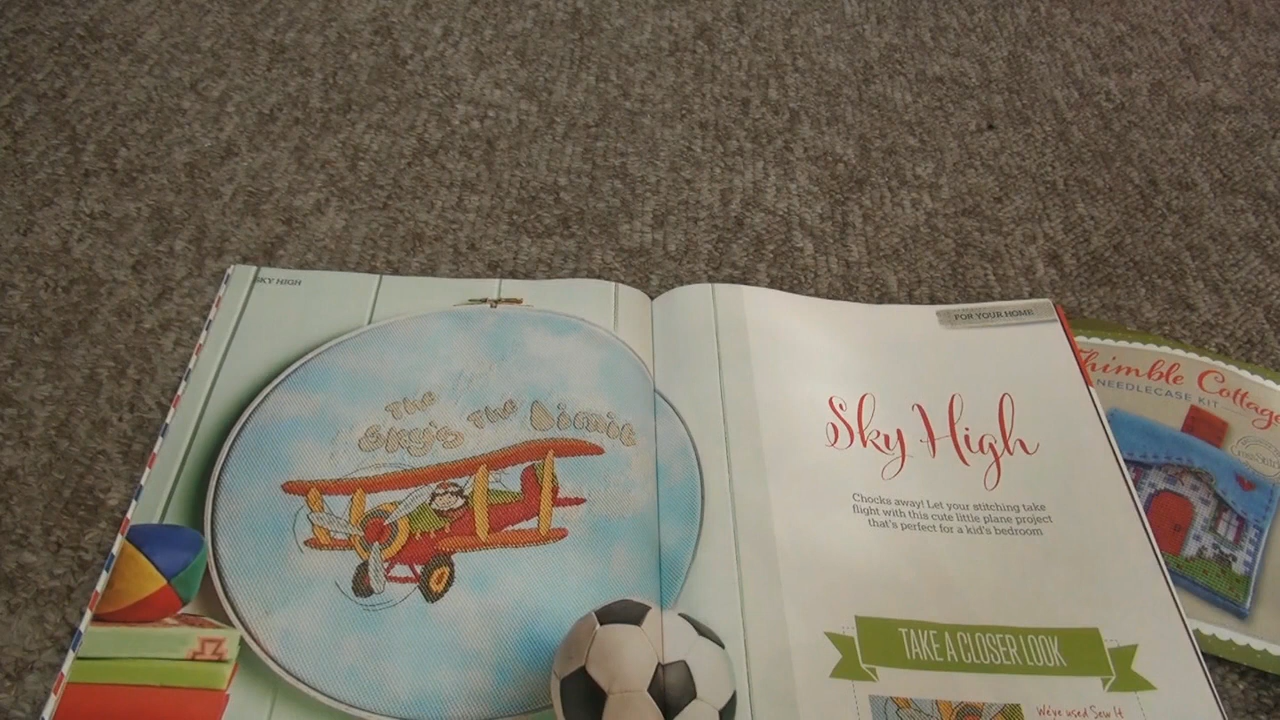 SKY HIGH
The
Sky's The Limit
FOR YOUR HOME
Sky High
Chocks away! Let your stitching take
flight with this cute little plane project
that's perfect for a kid's bedroom
TAKE A CLOSER LOOK
We've used Sew It
Thimble Cottage
NEEDLECASE KIT